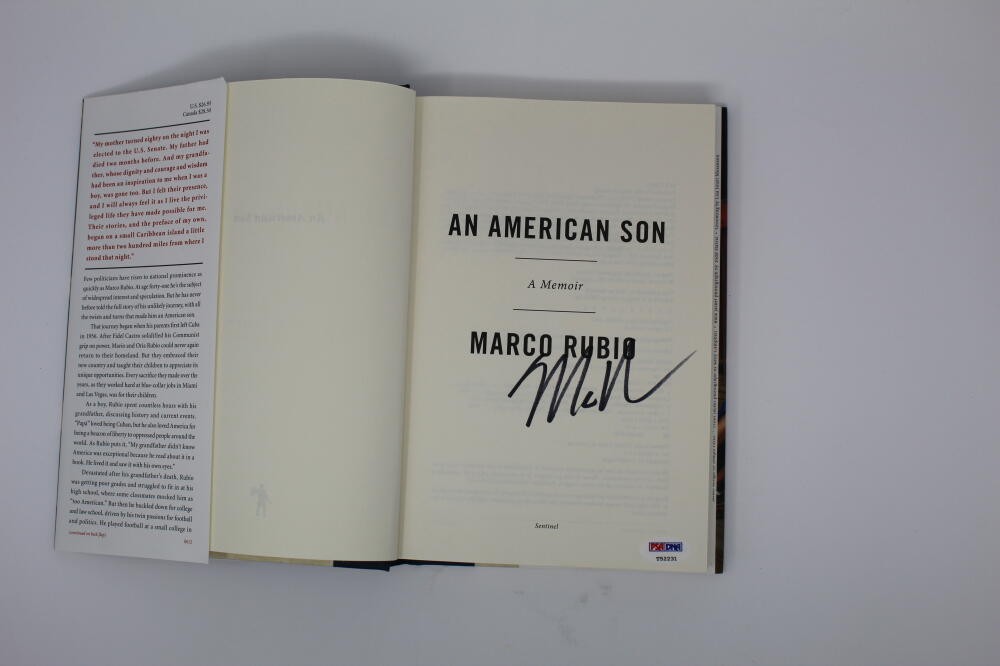 U.S. $26.95
Canada $28.50
"My mother turned eighty on the night I was
elected to the U.S. Senate. My father had
died two months before. And my grandfa-
ther, whose dignity and courage and wisdom
had been an inspiration to me when I was a
boy, was gone too. But I felt their presence,
and I will always feel it as I live the privi-
leged life they have made possible for me.
Their stories, and the preface of my own,
began on a small Caribbean island a little
more than two hundred miles from where I
stood that night."
Few politicians have risen to national prominence as
quickly as Marco Rubio. At age forty-one he's the subject
of widespread interest and speculation. But he has never
before told the full story of his unlikely journey, with all
the twists and turns that made him an American son.
That journey began when his parents first left Cuba
in 1956. After Fidel Castro solidified his Communist
grip on power, Mario and Oria Rubio could never again
return to their homeland. But they embraced their
new country and taught their children to appreciate its
unique opportunities. Every sacrifice they made over the
years, as they worked hard at blue-collar jobs in Miami
and Las Vegas, was for their children.
As a boy, Rubio spent countless hours with his
grandfather, discussing history and current events.
"Papá" loved being Cuban, but he also loved America for
being a beacon of liberty to oppressed people around the
world. As Rubio puts it, "My grandfather didn't know
America was exceptional because he read about it in a
book. He lived it and saw it with his own eyes."
Devastated after his grandfather's death, Rubio
was getting poor grades and struggled to fit in at his
high school, where some classmates mocked him as
"too American." But then he buckled down for college
and law school, driven by his twin passions for football
and politics. He played football at a small college in
(continued on back flap)
0612
AN AMERICAN SON
A Memoir
MARCO RUBIO
Sentinel
PSA DNA
T52231